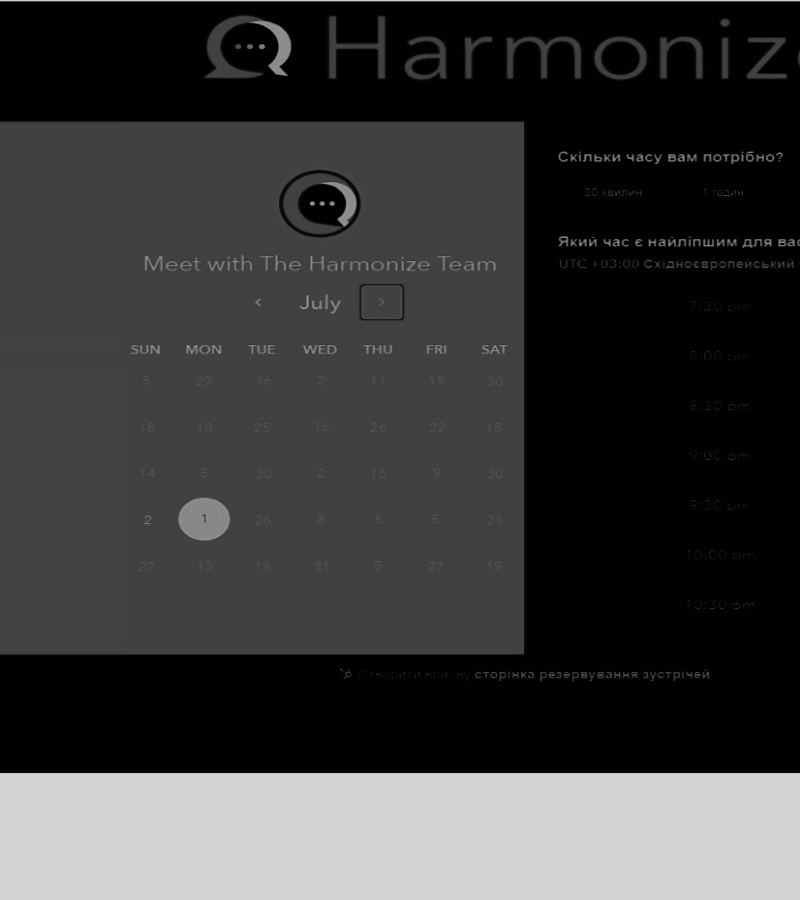 Harmonize
Meet with The Harmonize Team
July
SUN MON TUE WED THU FRI SAT
5 27 16 2 11 15 30
18 18 25 16 26 22 18
14 5 30 2 18 9 30
2 1 26 8 6 5 21
27 13 19 31 5 27 19
Скільки часу вам потрібно?
30 хвилин 1 годин
Який час є найліпшим для вас
UTC +03:00 Східноєвропейський
7:30 pm
8:00 pm
8:30 pm
9:00 pm
9:30 pm
10:00 pm
10:30 pm
Створити власну сторінка резервування зустрічей